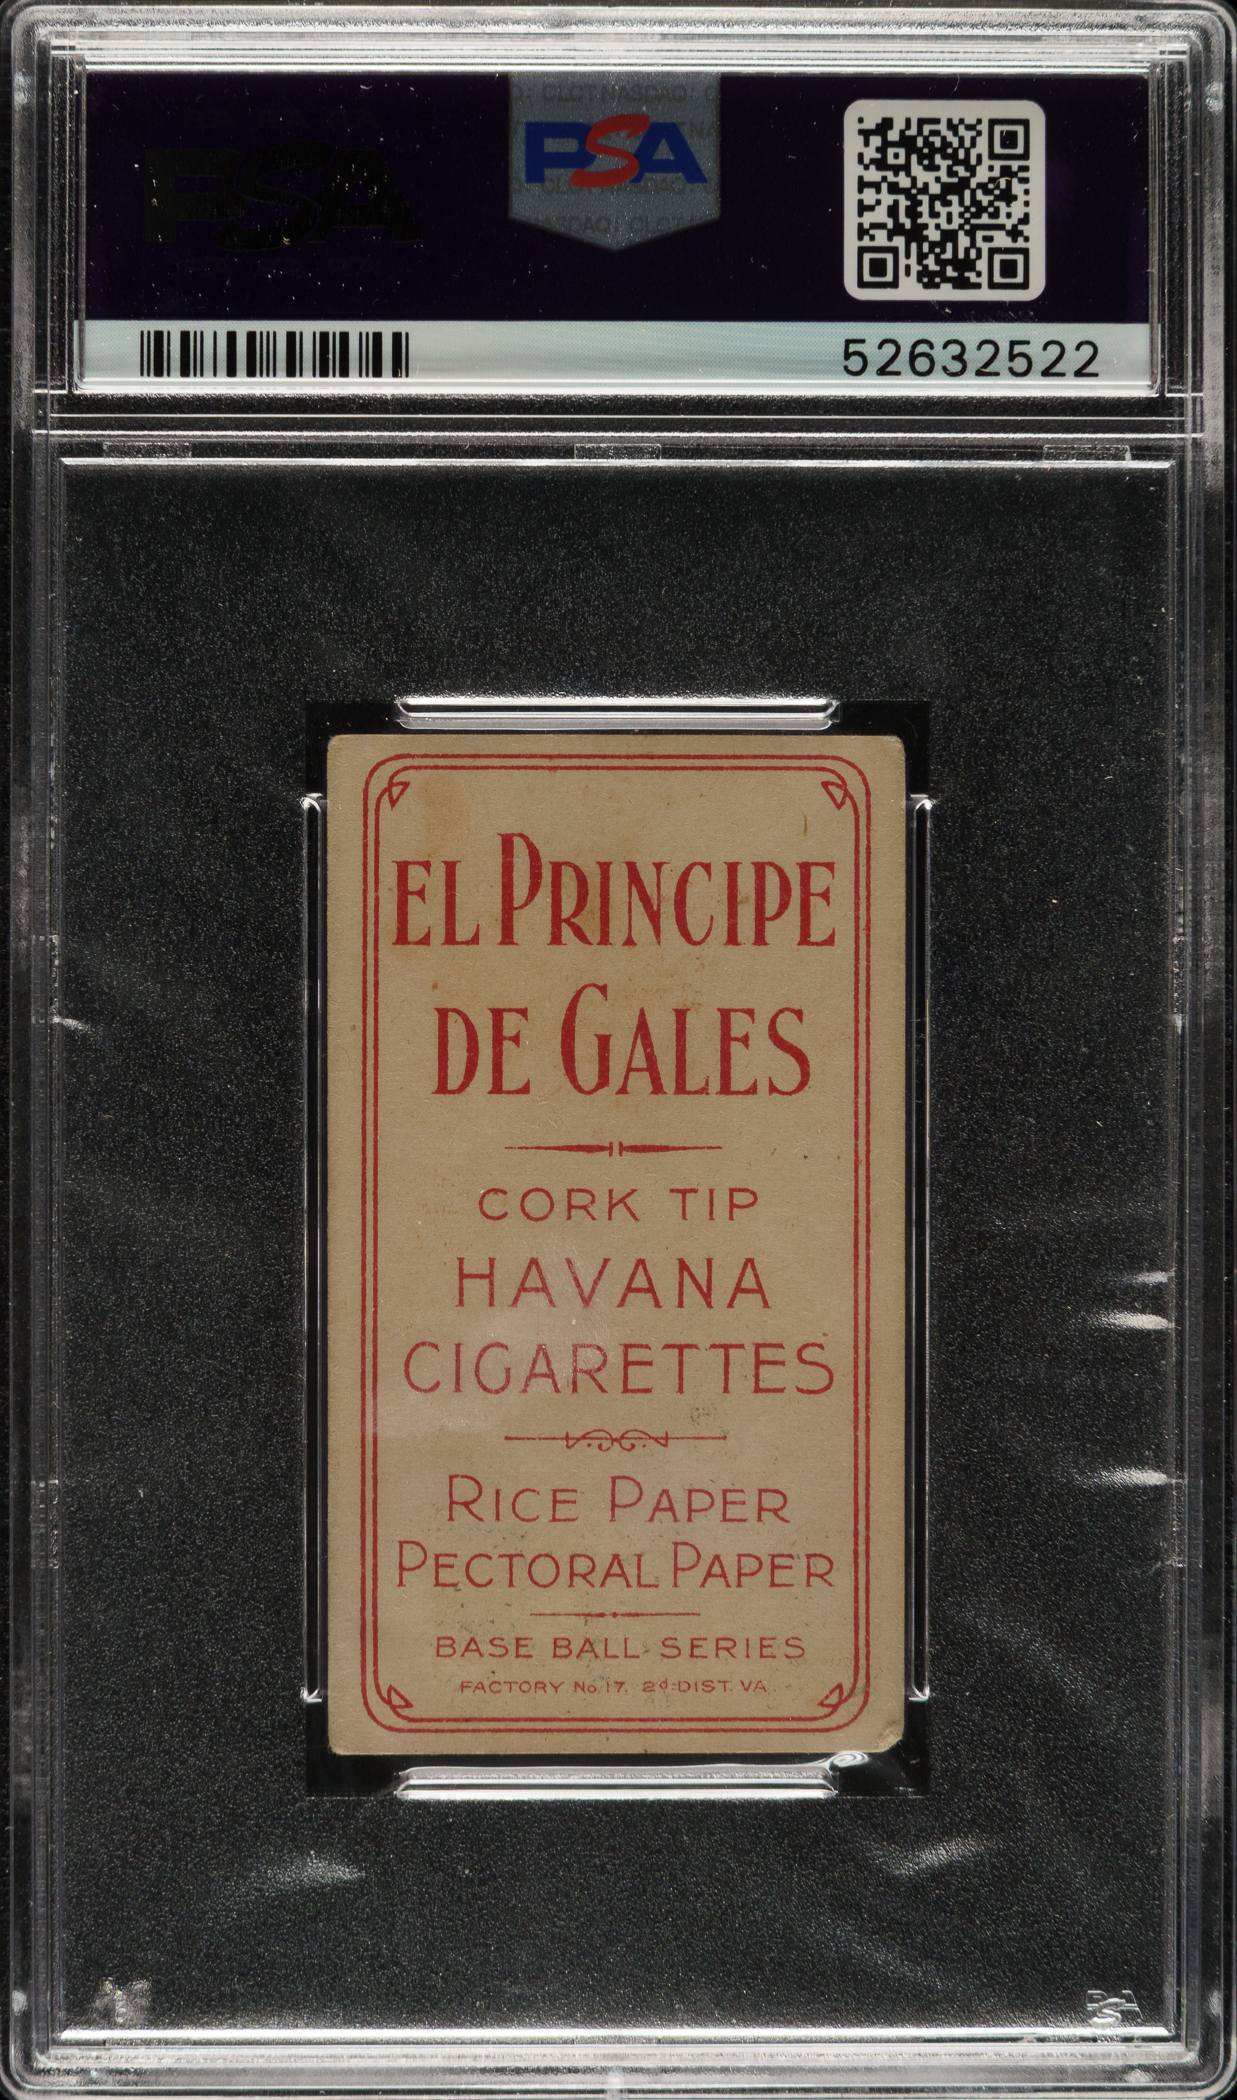 PSA
52632522
EL PRINCIPE
DE GALES
CORK TIP
HAVANA
CIGARETTES
RICE PAPER
PECTORAL PAPER
BASE BALL SERIES
FACTORY No 17. 2d DIST. VA.
PSA